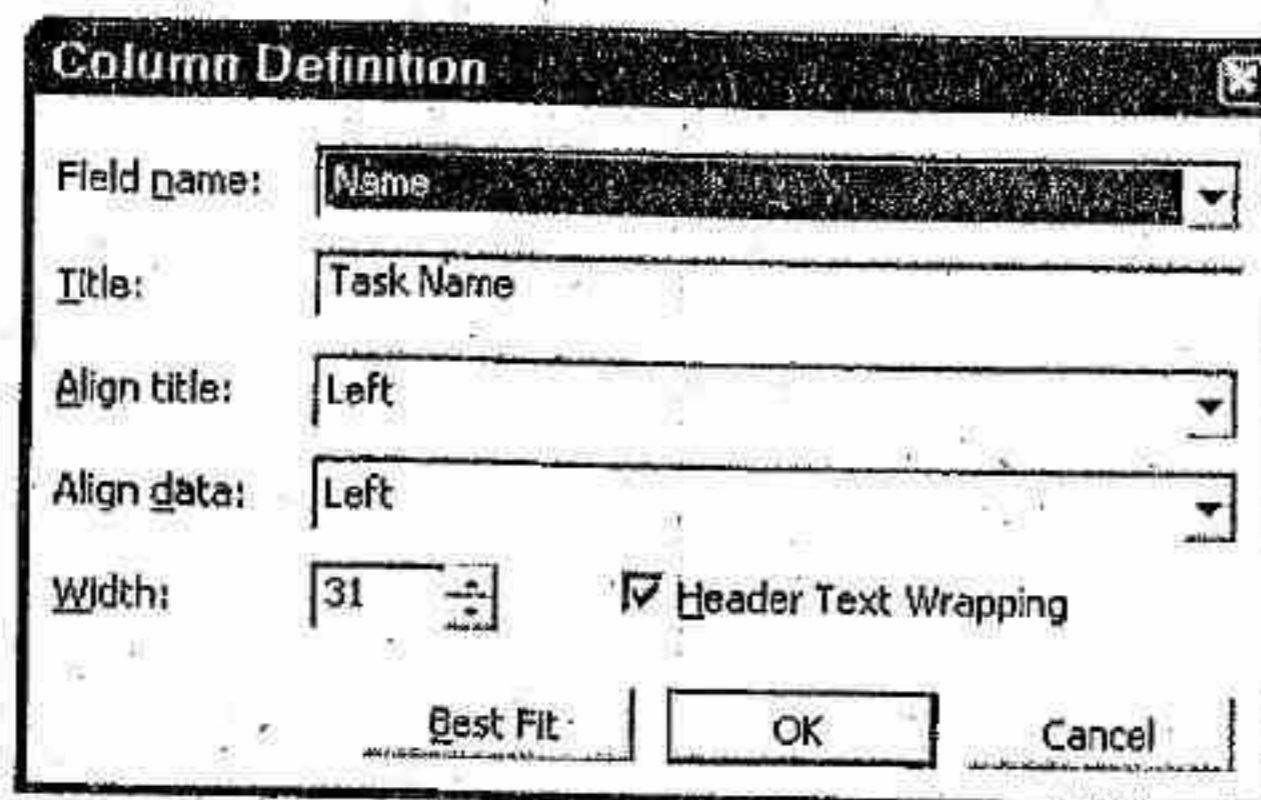 Column Definition
Field name: Name
Title: Task Name
Align title: Left
Align data: Left
Width: 31 Header Text Wrapping
Best Fit OK Cancel